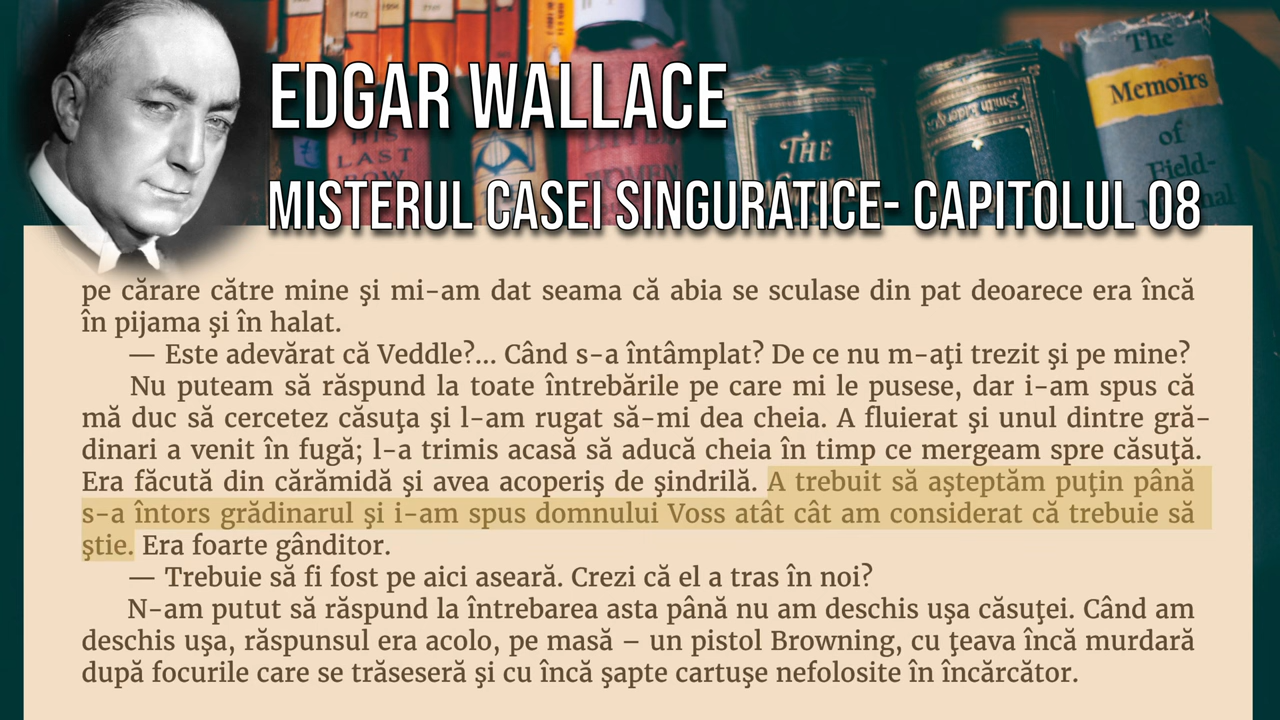 EDGAR WALLACE
MISTERUL CASEI SINGURATICE- CAPITOLUL 08
HIS
LAST
BOW
LITTLE
WOMEN
THE
The
Memoirs
of
Field-
pe cărare către mine şi mi-am dat seama că abia se sculase din pat deoarece era încă
în pijama şi în halat.
— Este adevărat că Veddle?... Când s-a întâmplat? De ce nu m-aţi trezit şi pe mine?
Nu puteam să răspund la toate întrebările pe care mi le pusese, dar i-am spus că
mă duc să cercetez căsuţa şi l-am rugat să-mi dea cheia. A fluierat şi unul dintre gră-
dinari a venit în fugă; l-a trimis acasă să aducă cheia în timp ce mergeam spre căsuţă.
Era făcută din cărămidă şi avea acoperiş de şindrilă. A trebuit să aşteptăm puţin până
s-a întors grădinarul şi i-am spus domnului Voss atât cât am considerat că trebuie să
ştie. Era foarte gânditor.
— Trebuie să fi fost pe aici aseară. Crezi că el a tras în noi?
N-am putut să răspund la întrebarea asta până nu am deschis uşa căsuţei. Când am
deschis uşa, răspunsul era acolo, pe masă – un pistol Browning, cu ţeava încă murdară
după focurile care se trăseseră şi cu încă şapte cartuşe nefolosite în încărcător.